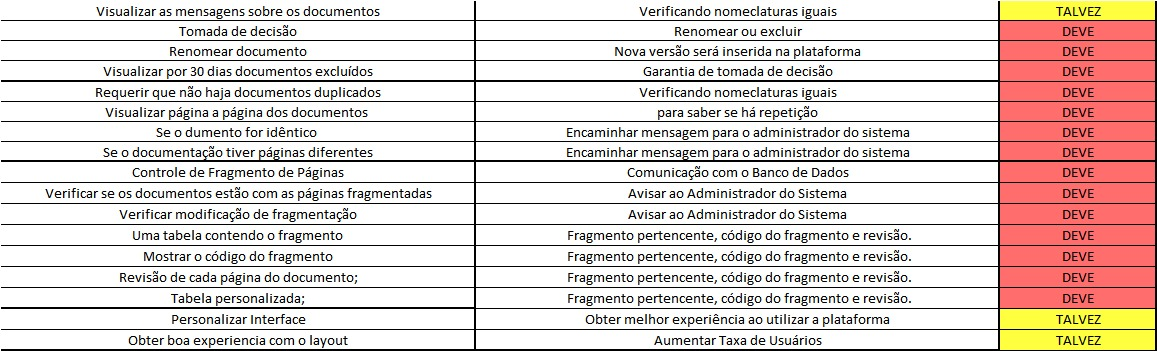 Visualizar as mensagens sobre os documentos Verificando nomeclaturas iguais TALVEZ
Tomada de decisão Renomear ou excluir DEVE
Renomear documento Nova versão será inserida na plataforma DEVE
Visualizar por 30 dias documentos excluídos Garantia de tomada de decisão DEVE
Requerir que não haja documentos duplicados Verificando nomeclaturas iguais DEVE
Visualizar página a página dos documentos para saber se há repetição DEVE
Se o dumento for idêntico Encaminhar mensagem para o administrador do sistema DEVE
Se o documentação tiver páginas diferentes Encaminhar mensagem para o administrador do sistema DEVE
Controle de Fragmento de Páginas Comunicação com o Banco de Dados DEVE
Verificar se os documentos estão com as páginas fragmentadas Avisar ao Administrador do Sistema DEVE
Verificar modificação de fragmentação Avisar ao Administrador do Sistema DEVE
Uma tabela contendo o fragmento Fragmento pertencente, código do fragmento e revisão. DEVE
Mostrar o código do fragmento Fragmento pertencente, código do fragmento e revisão. DEVE
Revisão de cada página do documento; Fragmento pertencente, código do fragmento e revisão. DEVE
Tabela personalizada; Fragmento pertencente, código do fragmento e revisão. DEVE
Personalizar Interface Obter melhor experiência ao utilizar a plataforma TALVEZ
Obter boa experiencia com o layout Aumentar Taxa de Usuários TALVEZ